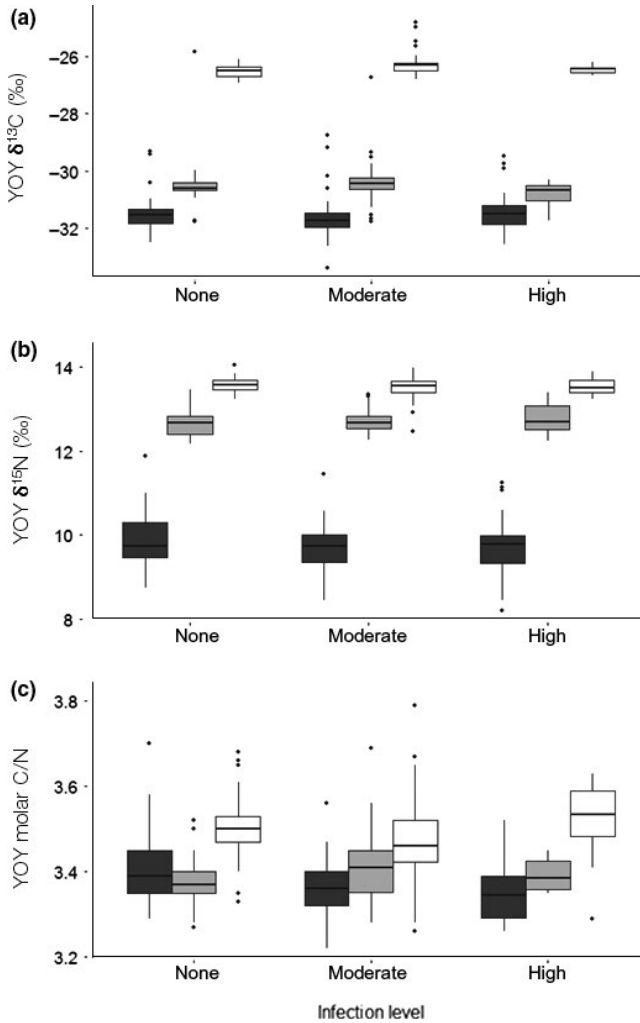 (a)
YOY δ¹³C (‰)
−26
−28
−30
−32
None Moderate High
(b)
YOY δ¹⁵N (‰)
14
12
10
8
None Moderate High
(c)
YOY molar C/N
3.8
3.6
3.4
3.2
None Moderate High
Infection level